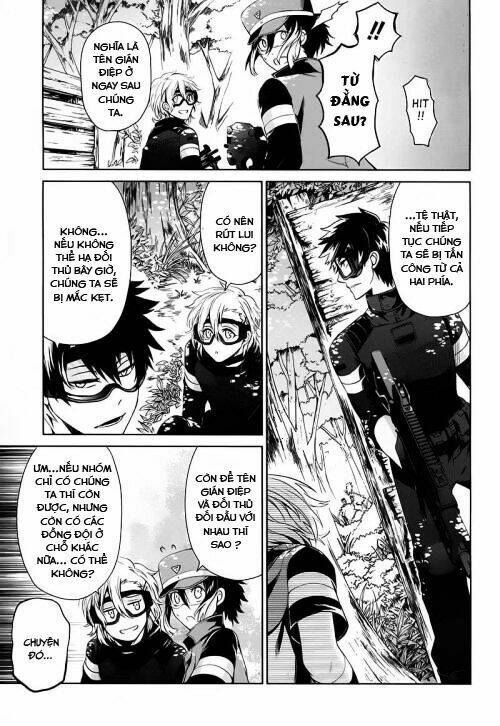 HIT
!!
!!
TỪ
ĐẰNG
SAU?
NGHĨA LÀ
TÊN GIÁN
ĐIỆP Ở
NGAY SAU
CHÚNG
TA.
...TỆ THẬT,
NẾU TIẾP
TỤC CHÚNG
TA SẼ BỊ TẤN
CÔNG TỪ CẢ
HAI PHÍA.
CÓ NÊN
RÚT LUI
KHÔNG?
KHÔNG...
NẾU KHÔNG
THỂ HẠ ĐỐI
THỦ BÂY GIỜ,
CHÚNG TA SẼ
BỊ MẮC KẸT.
CÒN ĐỂ TÊN
GIÁN ĐIỆP
VÀ ĐỐI THỦ
ĐỐI ĐẦU VỚI
NHAU THÌ
SAO ?
ƯM...NẾU NHÓM
CHỈ CÓ CHÚNG
TA THÌ CÒN
ĐƯỢC, NHƯNG
CÒN CÓ CÁC
ĐỒNG ĐỘI Ở
CHỖ KHÁC
NỮA... CÓ THỂ
KHÔNG?
CHUYỆN
ĐÓ...